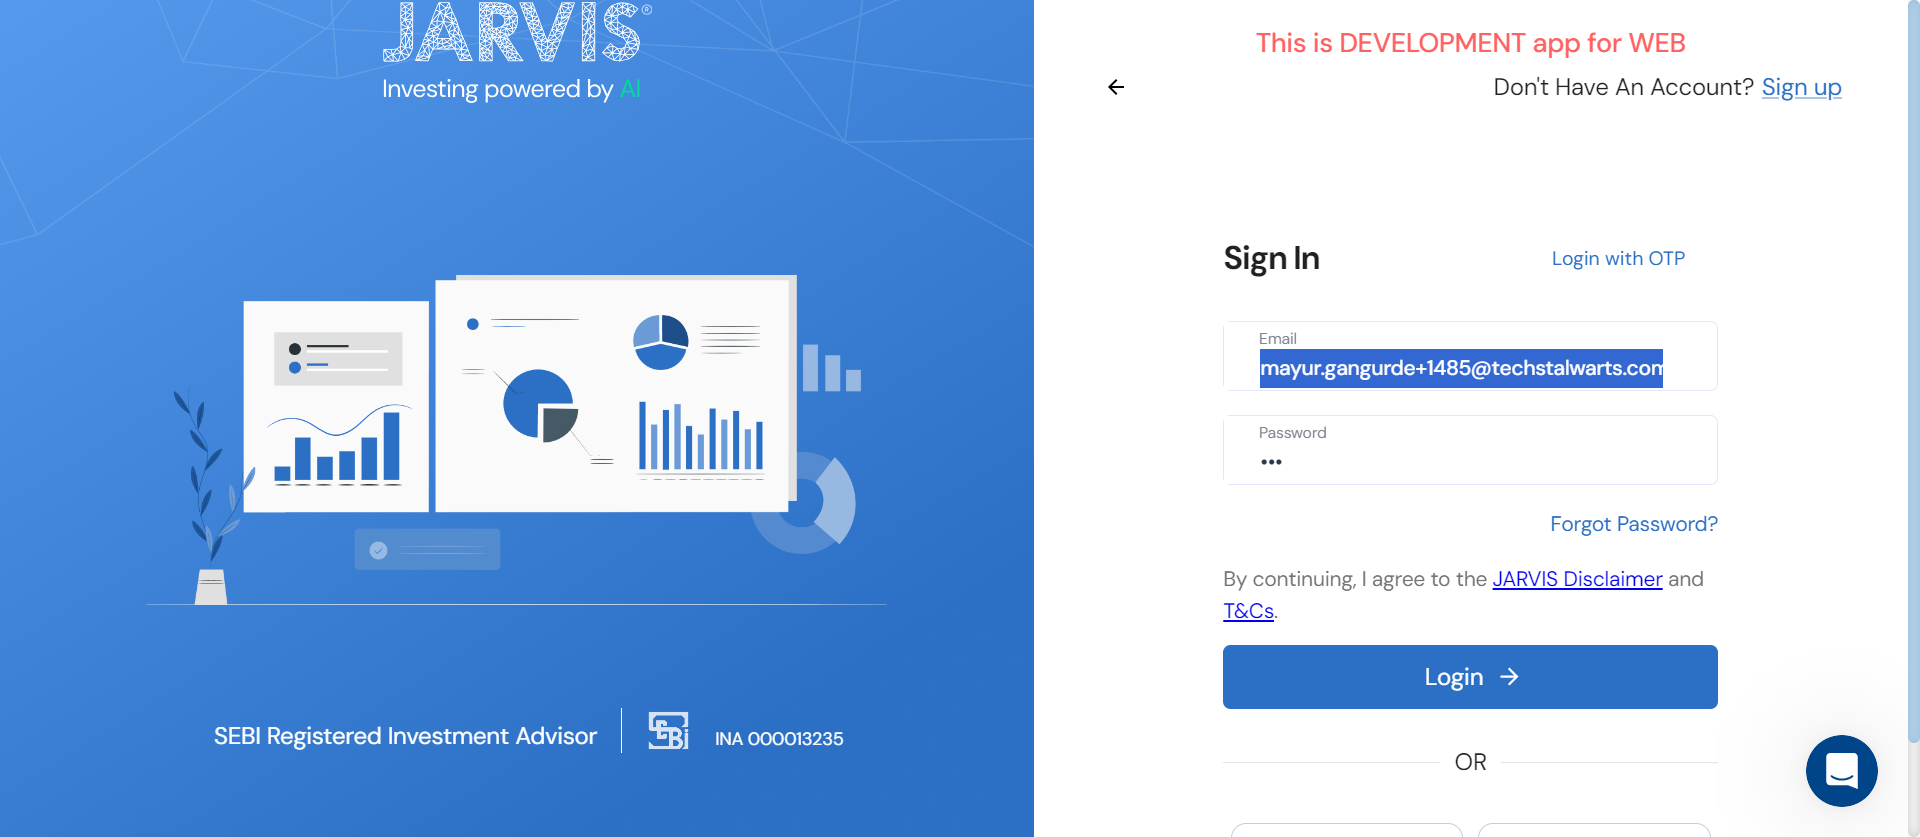 JARVIS®
Investing powered by AI
SEBI Registered Investment Advisor
SEBI
INA 000013235
This is DEVELOPMENT app for WEB
Don't Have An Account? Sign up
Sign In
Login with OTP
Email
mayur.gangurde+1485@techstalwarts.com
Password
•••
Forgot Password?
By continuing, I agree to the JARVIS Disclaimer and
T&Cs.
Login
OR